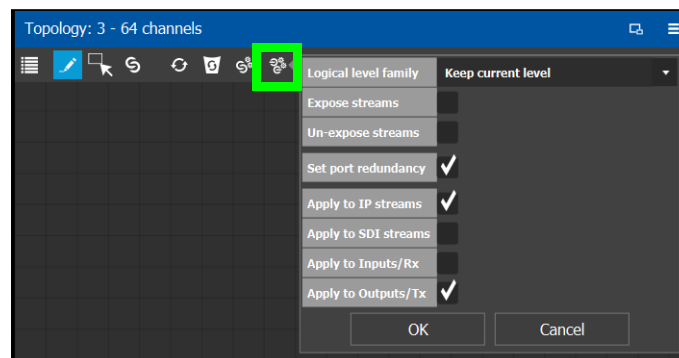 Topology: 3 - 64 channels
Logical level family Keep current level
Expose streams
Un-expose streams
Set port redundancy
Apply to IP streams
Apply to SDI streams
Apply to Inputs/Rx
Apply to Outputs/Tx
OK Cancel